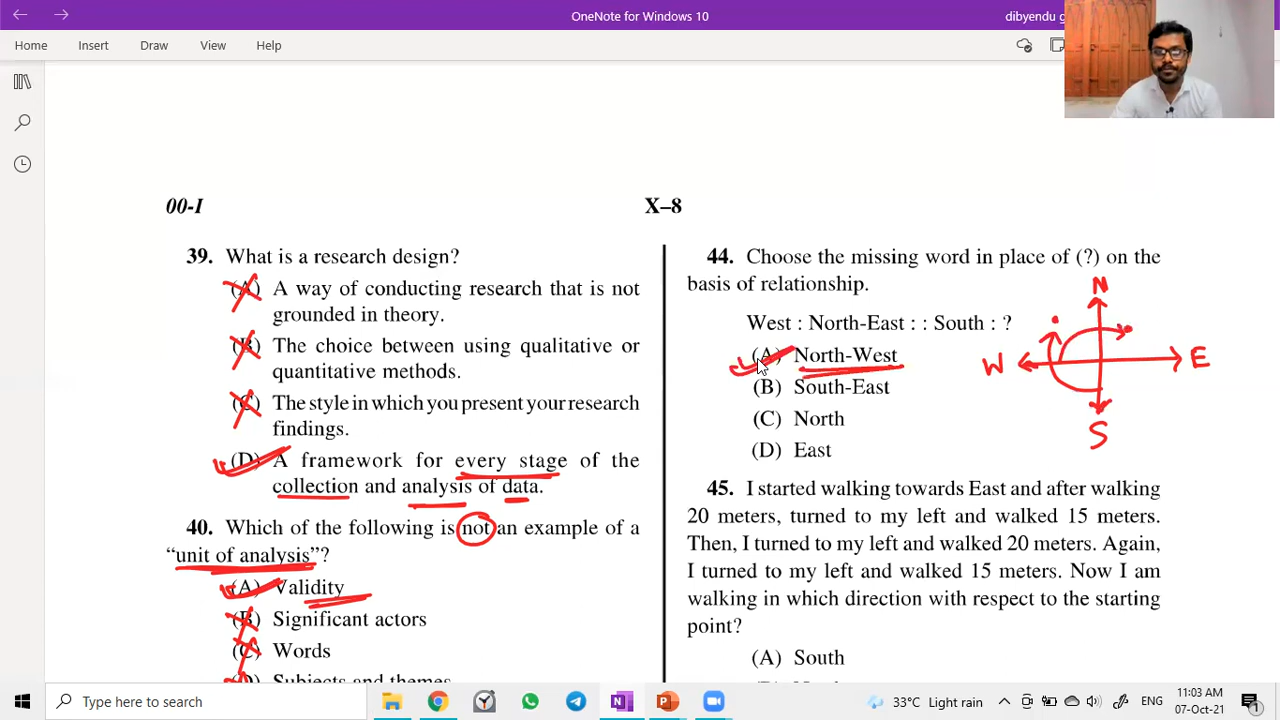 OneNote for Windows 10
dibyendu g
Home Insert Draw View Help
00-I
X–8
39. What is a research design?
(A) A way of conducting research that is not
grounded in theory.
(B) The choice between using qualitative or
quantitative methods.
(C) The style in which you present your research
findings.
(D) A framework for every stage of the
collection and analysis of data.
40. Which of the following is not an example of a
“unit of analysis”?
(A) Validity
(B) Significant actors
(C) Words
(D) Subjects and themes
44. Choose the missing word in place of (?) on the
basis of relationship.
West : North-East : : South : ?
(A) North-West
(B) South-East
(C) North
(D) East
N
W
E
S
45. I started walking towards East and after walking
20 meters, turned to my left and walked 15 meters.
Then, I turned to my left and walked 20 meters. Again,
I turned to my left and walked 15 meters. Now I am
walking in which direction with respect to the starting
point?
(A) South
Type here to search
33°C Light rain
ENG
11:03 AM
07-Oct-21